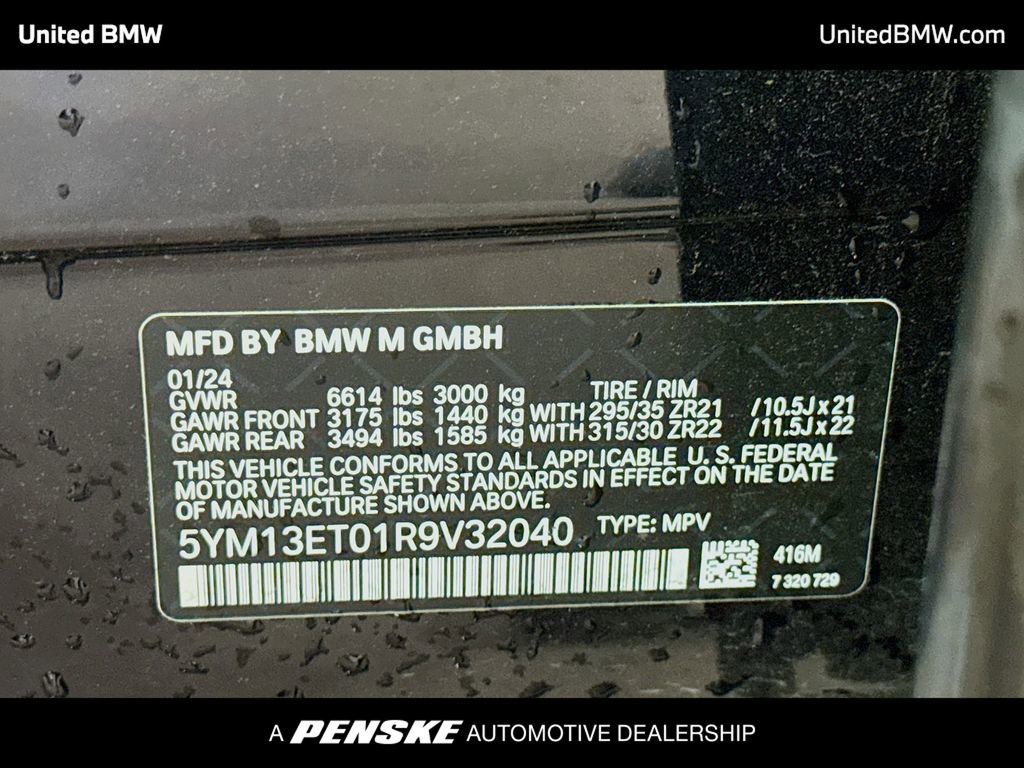 United BMW
UnitedBMW.com
MFD BY BMW M GMBH
01/24
GVWR 6614 lbs 3000 kg TIRE / RIM
GAWR FRONT 3175 lbs 1440 kg WITH 295/35 ZR21 /10.5J x 21
GAWR REAR 3494 lbs 1585 kg WITH 315/30 ZR22 /11.5J x 22
THIS VEHICLE CONFORMS TO ALL APPLICABLE U. S. FEDERAL
MOTOR VEHICLE SAFETY STANDARDS IN EFFECT ON THE DATE
OF MANUFACTURE SHOWN ABOVE.
5YM13ET01R9V32040 TYPE: MPV
416M
7 320 729
A PENSKE AUTOMOTIVE DEALERSHIP